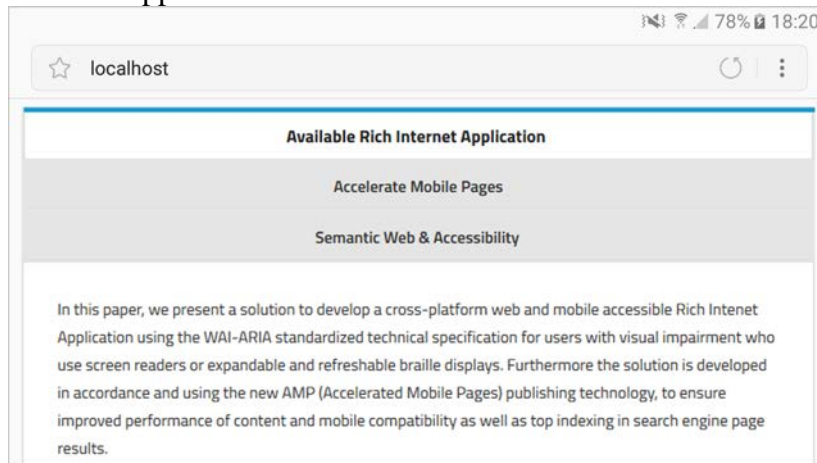 78% 18:20
localhost
Available Rich Internet Application
Accelerate Mobile Pages
Semantic Web & Accessibility
In this paper, we present a solution to develop a cross-platform web and mobile accessible Rich Intenet
Application using the WAI-ARIA standardized technical specification for users with visual impairment who
use screen readers or expandable and refreshable braille displays. Furthermore the solution is developed
in accordance and using the new AMP (Accelerated Mobile Pages) publishing technology, to ensure
improved performance of content and mobile compatibility as well as top indexing in search engine page
results.